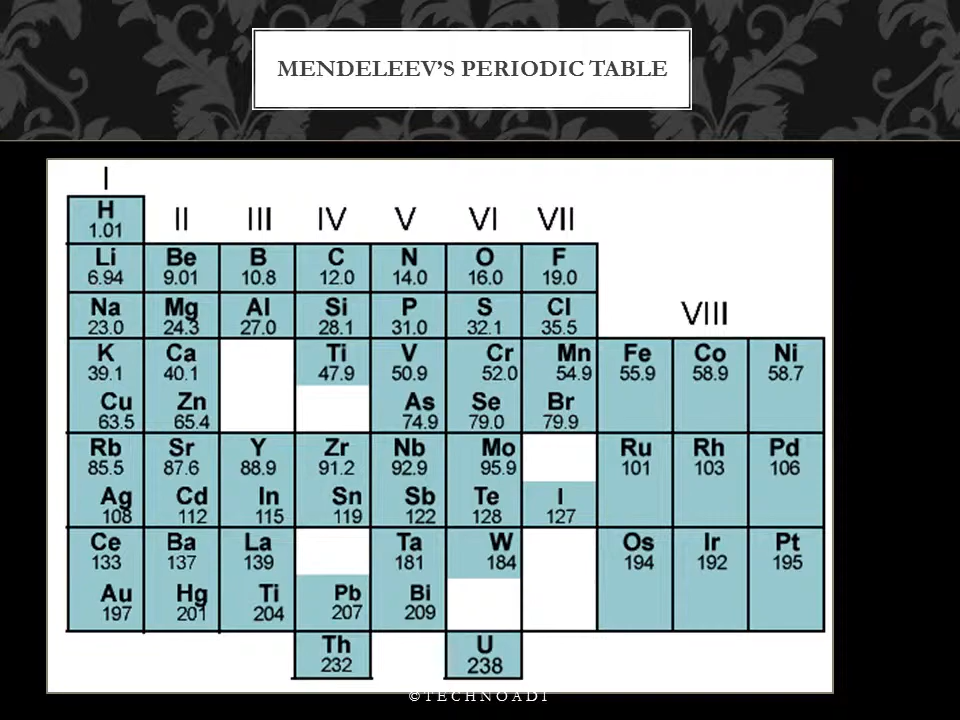 MENDELEEV'S PERIODIC TABLE
I
II III IV V VI VII
H
1.01
Li Be B C N O F
6.94 9.01 10.8 12.0 14.0 16.0 19.0
VIII
Na Mg Al Si P S Cl
23.0 24.3 27.0 28.1 31.0 32.1 35.5
K Ca Ti V Cr Mn Fe Co Ni
39.1 40.1 47.9 50.9 52.0 54.9 55.9 58.9 58.7
Cu Zn As Se Br
63.5 65.4 74.9 79.0 79.9
Rb Sr Y Zr Nb Mo Ru Rh Pd
85.5 87.6 88.9 91.2 92.9 95.9 101 103 106
Ag Cd In Sn Sb Te I
108 112 115 119 122 128 127
Ce Ba La Ta W Os Ir Pt
133 137 139 181 184 194 192 195
Au Hg Ti Pb Bi
197 201 204 207 209
Th U
232 238
©TECHNOADI